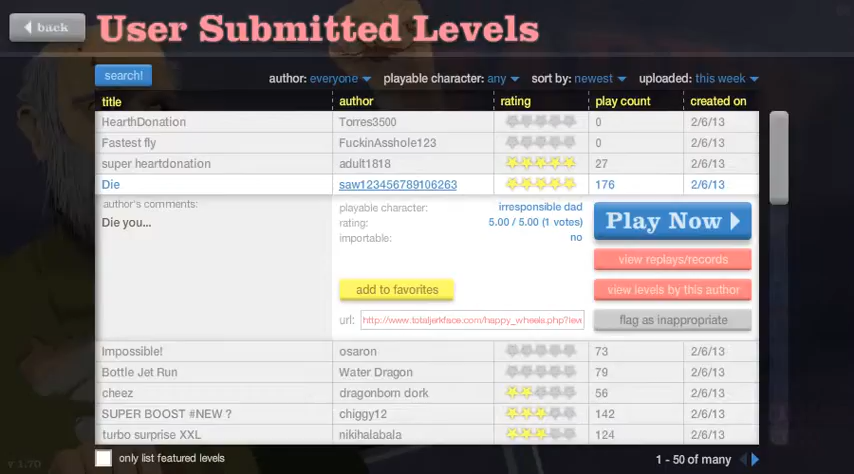 back
User Submitted Levels
search!
author: everyone playable character: any sort by: newest uploaded: this week
title author rating play count created on
HearthDonation Torres3500 0 2/6/13
Fastest fly FuckinAsshole123 0 2/6/13
super heartdonation adult1818 27 2/6/13
Die saw123456789106263 176 2/6/13
author's comments:
Die you...
playable character: irresponsible dad
rating: 5.00 / 5.00 (1 votes)
importable: no
Play Now
view replays/records
add to favorites
view levels by this author
url: http://www.totaljerkface.com/happy_wheels.php?lev
flag as inappropriate
Impossible! osaron 73 2/6/13
Bottle Jet Run Water Dragon 79 2/6/13
cheez dragonborn dork 56 2/6/13
SUPER BOOST #NEW ? chiggy12 142 2/6/13
turbo surprise XXL nikihalabala 124 2/6/13
only list featured levels
1 - 50 of many
v 1.70